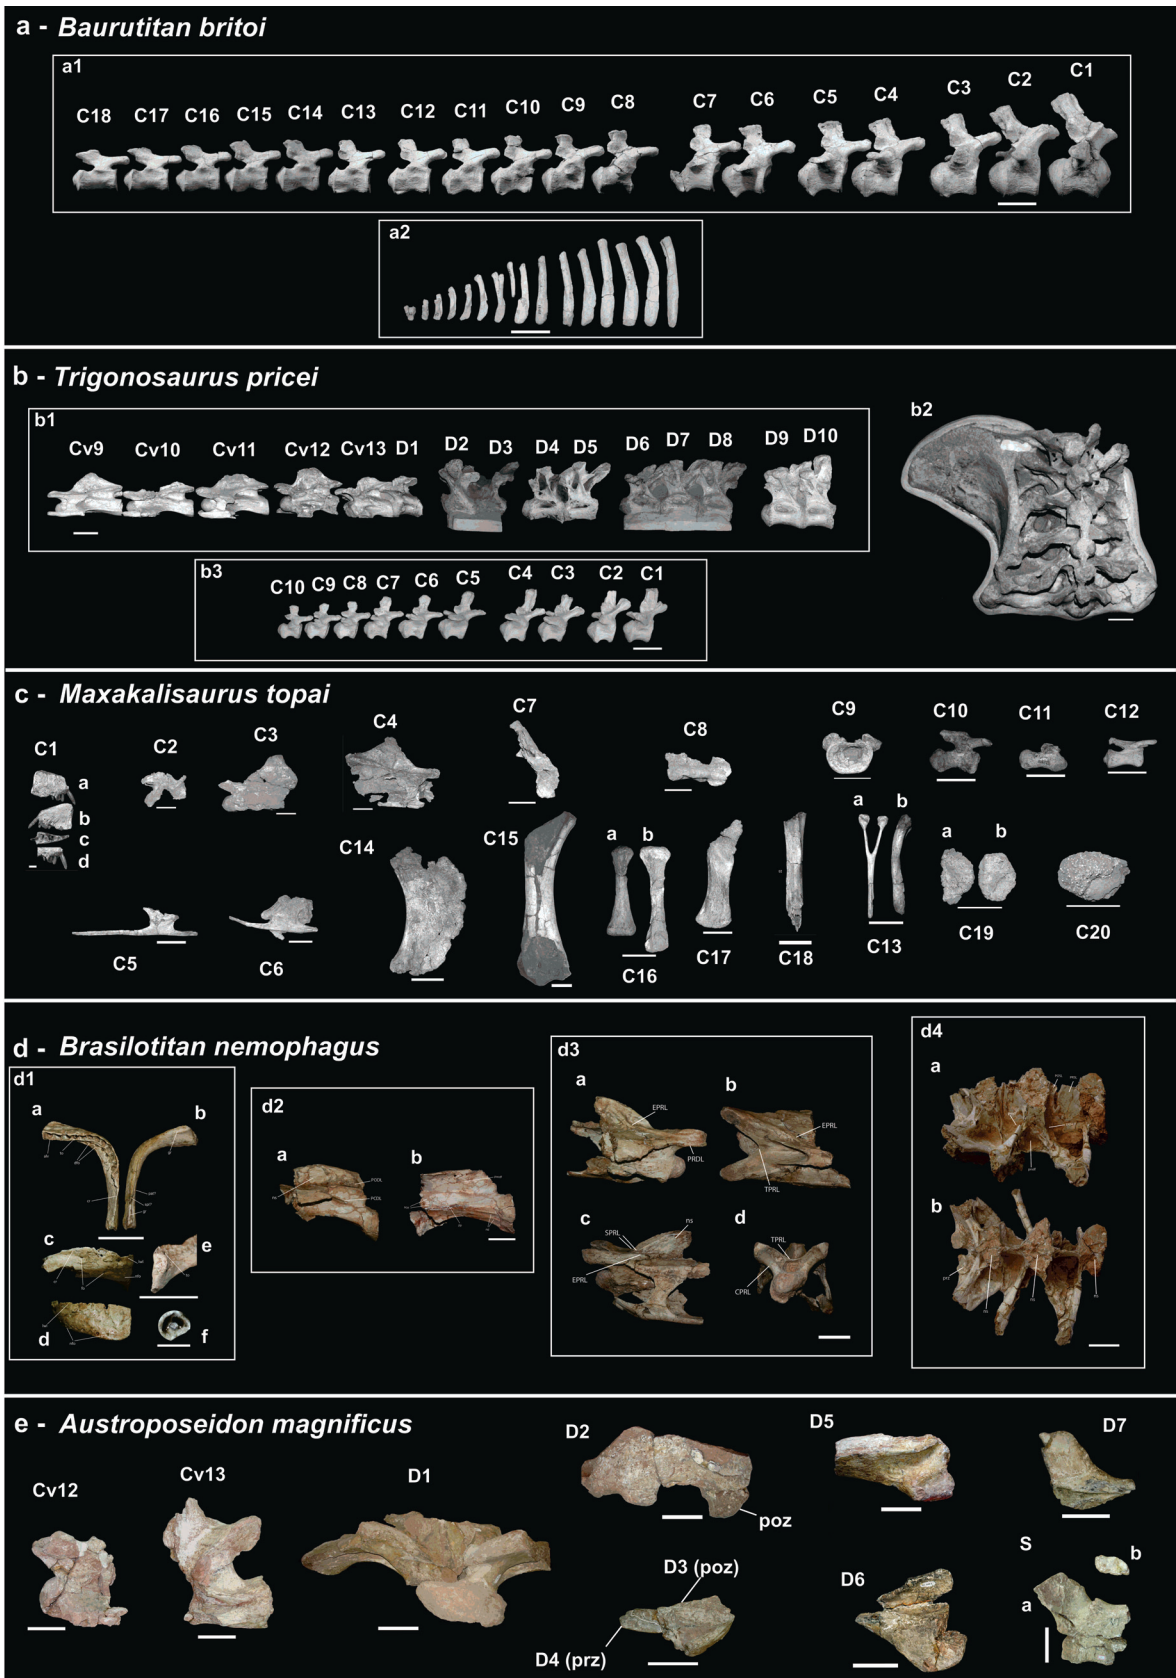 a - Baurutitan britoi
a1
C18 C17 C16 C15 C14 C13 C12 C11 C10 C9 C8 C7 C6 C5 C4 C3 C2 C1
a2
b - Trigonosaurus pricei
b1
Cv9 Cv10 Cv11 Cv12 Cv13 D1 D2 D3 D4 D5 D6 D7 D8 D9 D10
b2
b3
C10 C9 C8 C7 C6 C5 C4 C3 C2 C1
c - Maxakalisaurus topai
C1 C2 C3 C4 C7 C8 C9 C10 C11 C12
a
b
c
d
C14 C15 a b a b a b
C5 C6 C16 C17 C18 C13 C19 C20
d - Brasilotitan nemophagus
d1
a b
c e
d f
d2
a b
PODL
PCDL
d3
a b
EPRL EPRL
PRDL
TPRL
c d
SPRL ns TPRL
EPRL CPRL
d4
a
b
e - Austroposeidon magnificus
Cv12 Cv13 D1 D2 D5 D7
poz
D3 (poz) D6 S
b
a
D4 (prz)